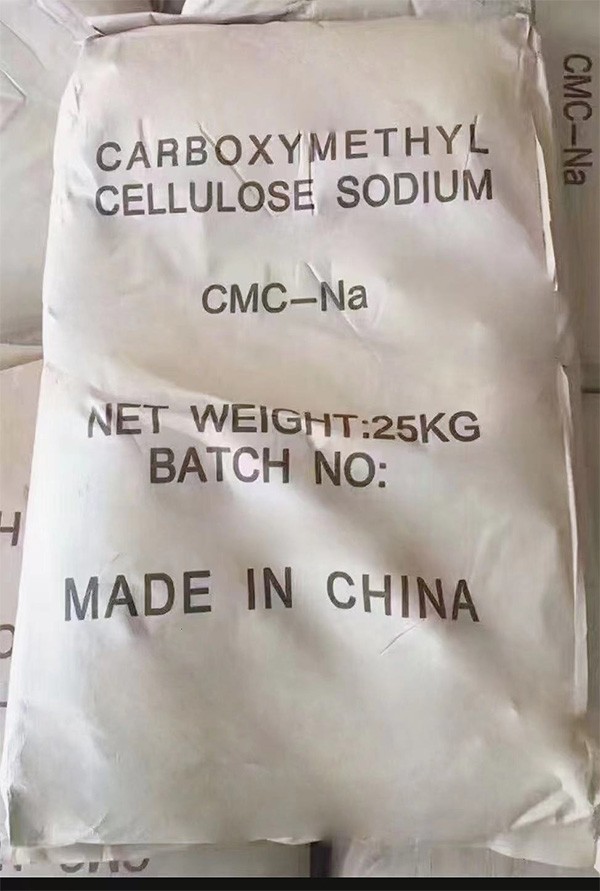 CARBOXYMETHYL
CELLULOSE SODIUM
CMC-Na
NET WEIGHT:25KG
BATCH NO:
MADE IN CHINA
CMC-Na